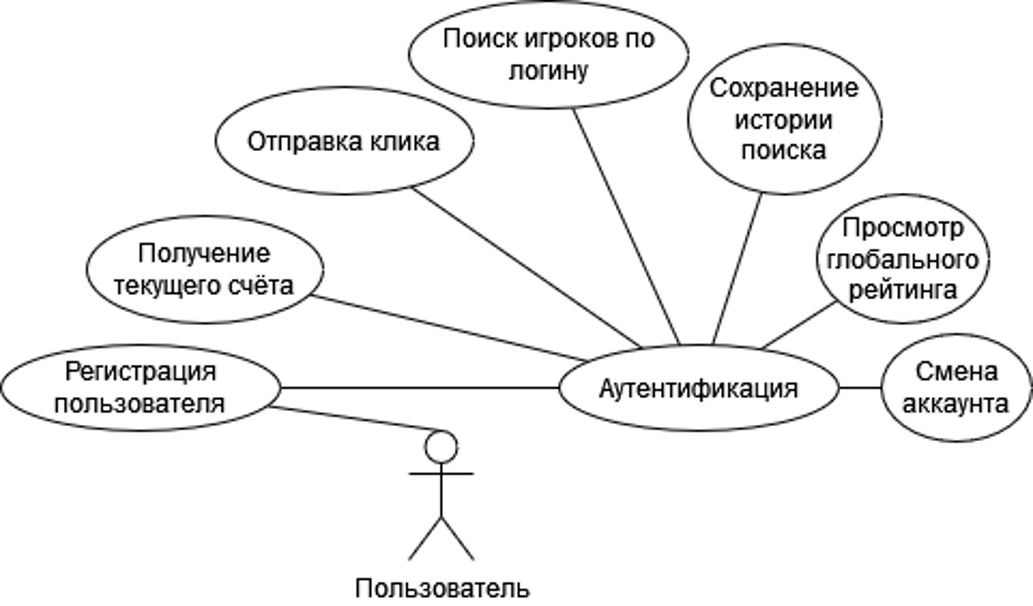 Поиск игроков по
логину
Сохранение
истории
поиска
Отправка клика
Просмотр
глобального
рейтинга
Получение
текущего счёта
Регистрация
пользователя
Аутентификация
Смена
аккаунта
Пользователь